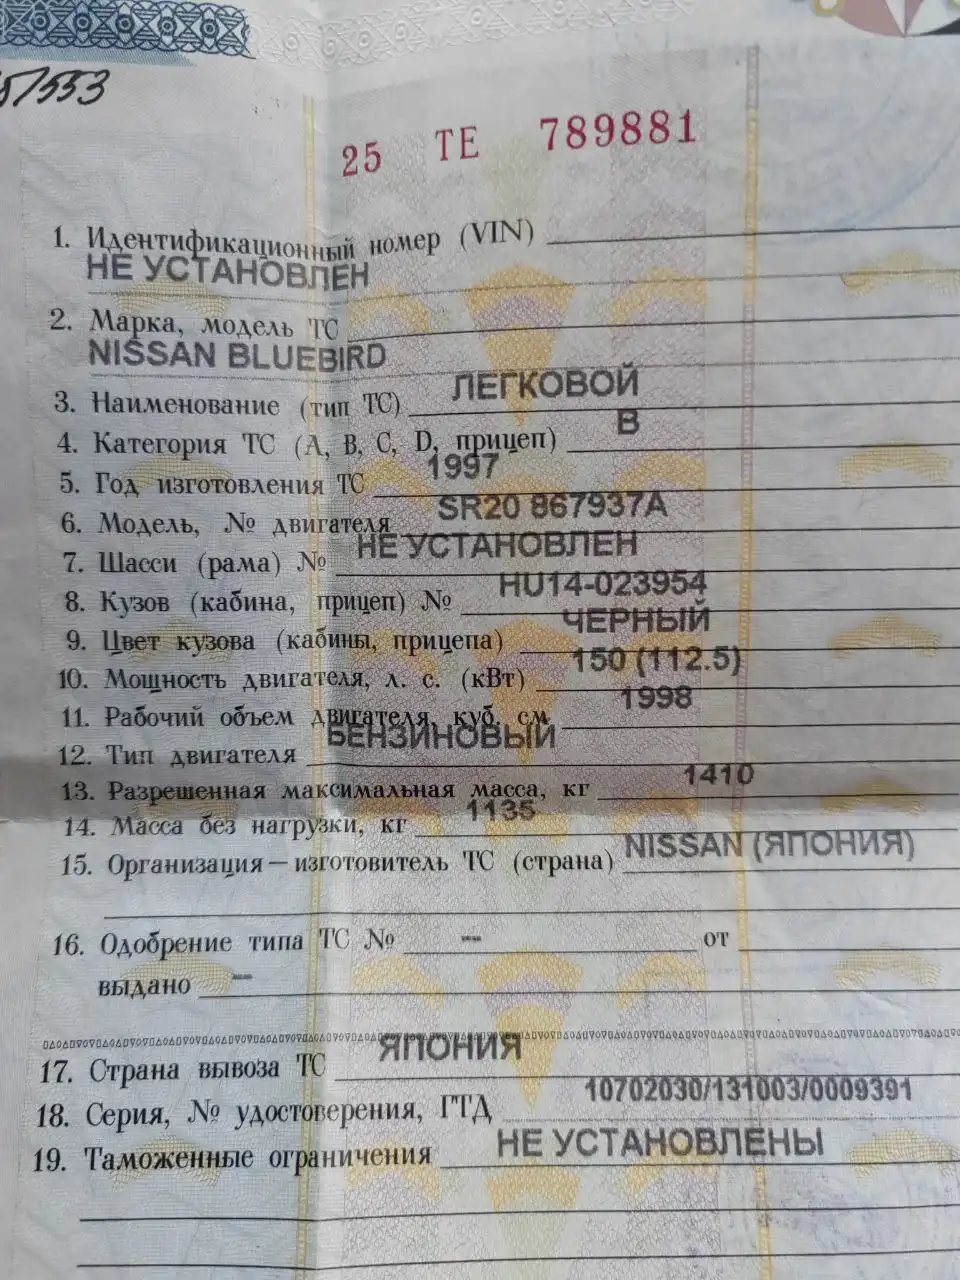 5/553
25 ТЕ 789881
1. Идентификационный номер (VIN)
НЕ УСТАНОВЛЕН
2. Марка, модель ТС
NISSAN BLUEBIRD
3. Наименование (тип ТС) ЛЕГКОВОЙ
4. Категория ТС (А, В, С, D, прицеп) В
5. Год изготовления ТС 1997
6. Модель, № двигателя SR20 867937A
7. Шасси (рама) № НЕ УСТАНОВЛЕН
8. Кузов (кабина, прицеп) № HU14-023954
9. Цвет кузова (кабины, прицепа) ЧЕРНЫЙ
10. Мощность двигателя, л. с. (кВт) 150 (112.5)
11. Рабочий объем двигателя, куб. см 1998
12. Тип двигателя БЕНЗИНОВЫЙ
13. Разрешенная максимальная масса, кг 1410
14. Масса без нагрузки, кг 1135
15. Организация—изготовитель ТС (страна) NISSAN (ЯПОНИЯ)
16. Одобрение типа ТС № -- от
выдано --
17. Страна вывоза ТС ЯПОНИЯ
18. Серия, № удостоверения, ГТД 10702030/131003/0009391
19. Таможенные ограничения НЕ УСТАНОВЛЕНЫ